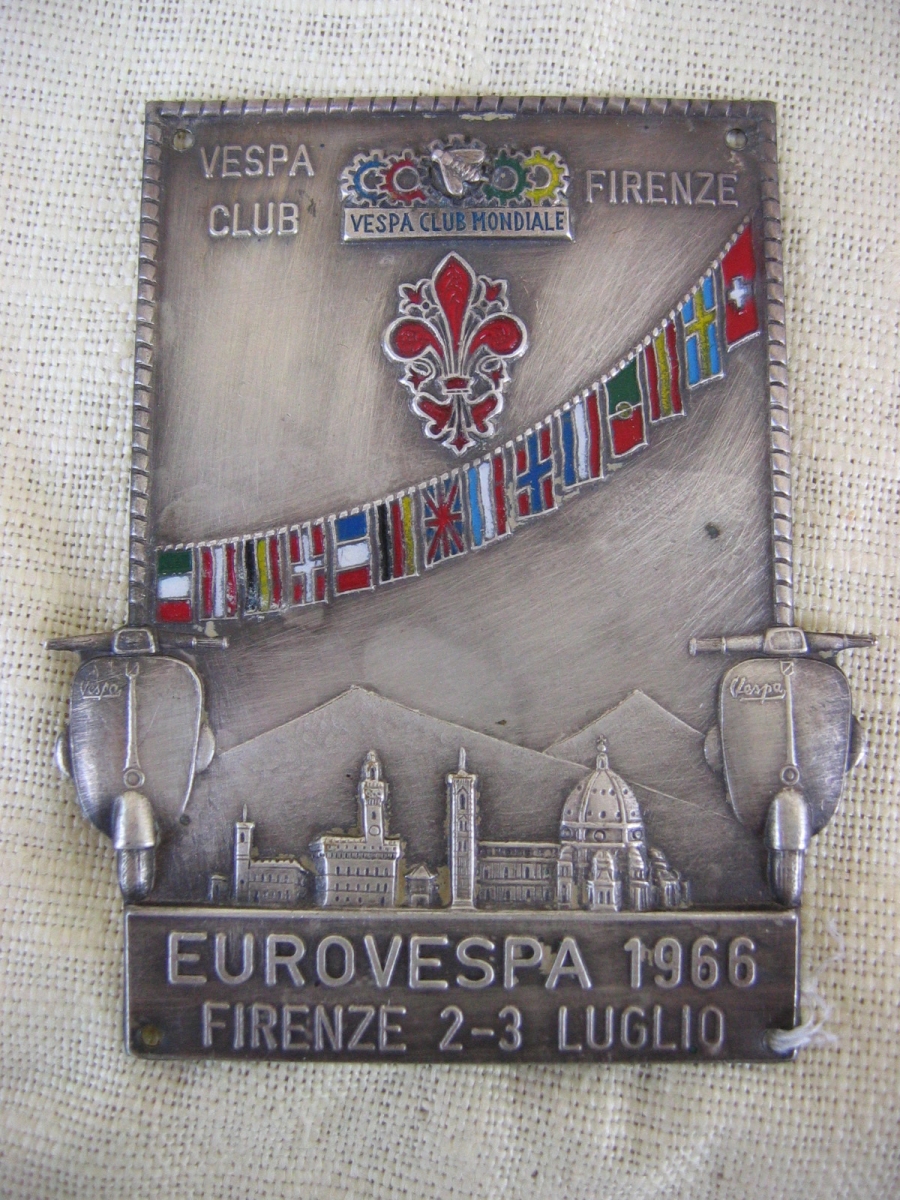 VESPA
CLUB
VESPA CLUB MONDIALE
FIRENZE
Vespa
Vespa
EUROVESPA 1966
FIRENZE 2-3 LUGLIO